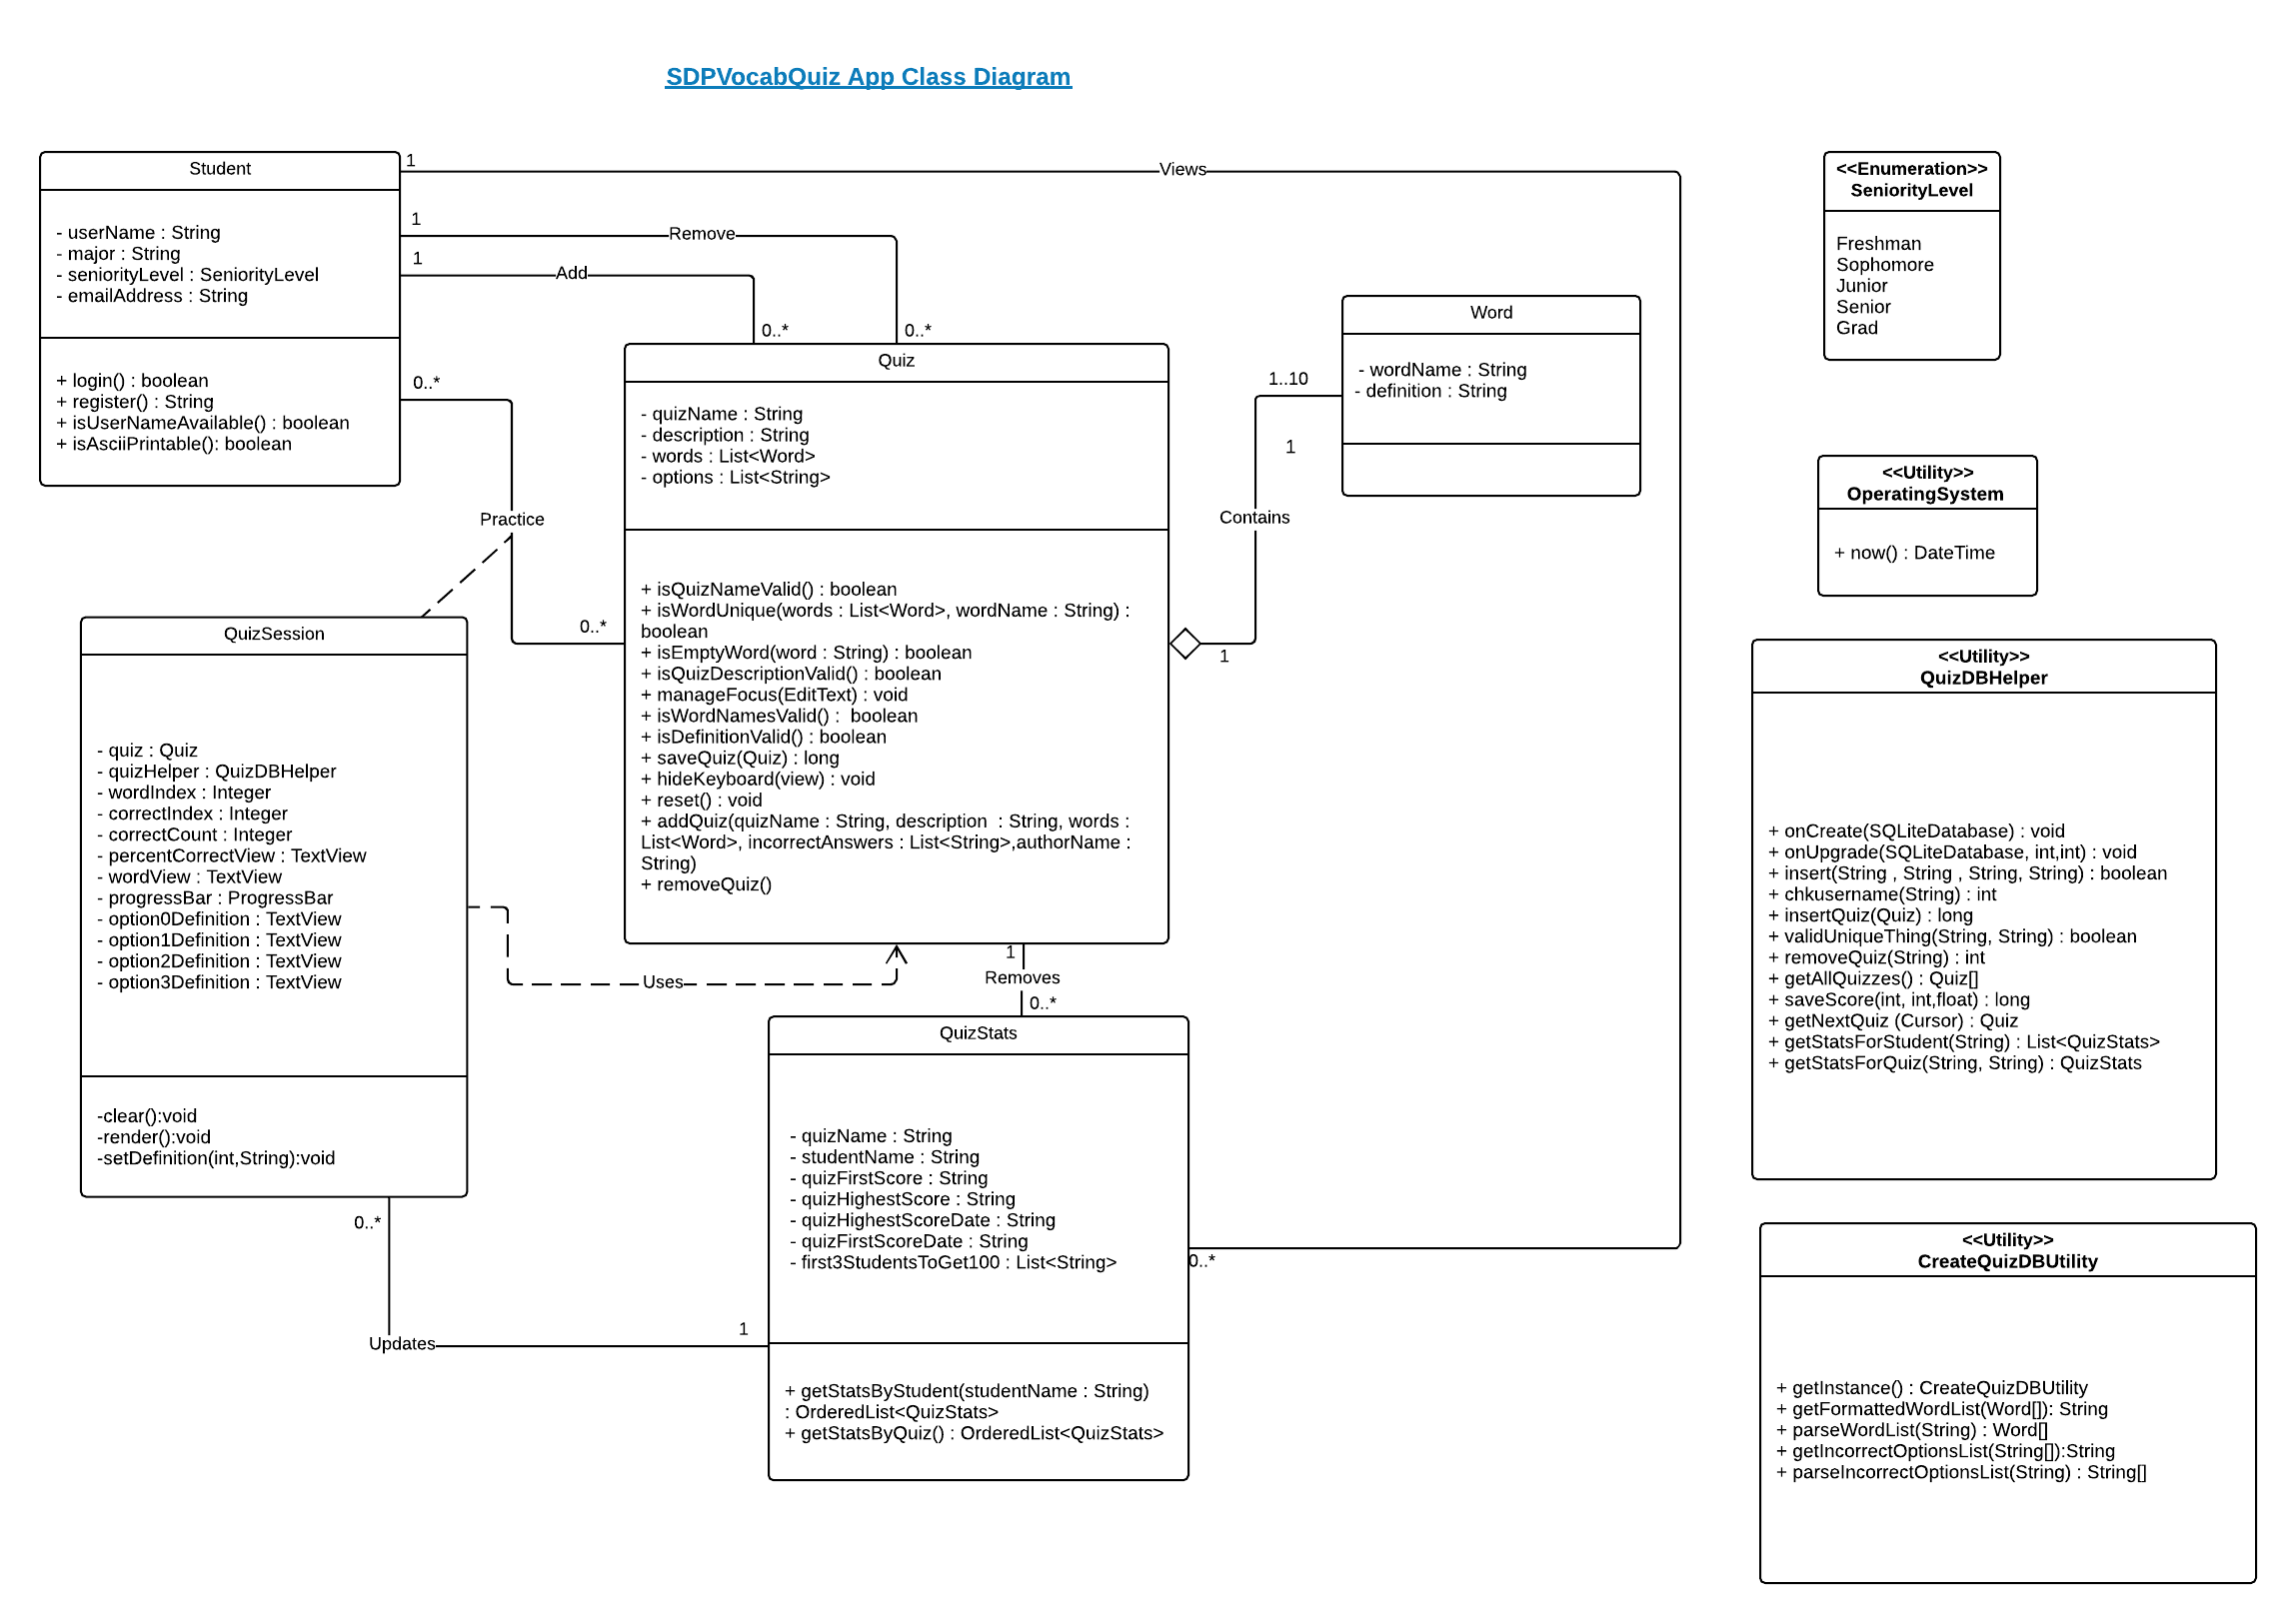 SDPVocabQuiz App Class Diagram
Student
- userName : String
- major : String
- seniorityLevel : SeniorityLevel
- emailAddress : String
+ login() : boolean
+ register() : String
+ isUserNameAvailable() : boolean
+ isAsciiPrintable(): boolean
1
Views
1
Remove
1
Add
0..*
0..*
0..*
Practice
0..*
Quiz
- quizName : String
- description : String
- words : List<Word>
- options : List<String>
+ isQuizNameValid() : boolean
+ isWordUnique(words : List<Word>, wordName : String) :
boolean
+ isEmptyWord(word : String) : boolean
+ isQuizDescriptionValid() : boolean
+ manageFocus(EditText) : void
+ isWordNamesValid() :  boolean
+ isDefinitionValid() : boolean
+ saveQuiz(Quiz) : long
+ hideKeyboard(view) : void
+ reset() : void
+ addQuiz(quizName : String, description  : String, words :
List<Word>, incorrectAnswers : List<String>,authorName :
String)
+ removeQuiz()
1..10
1
Contains
1
Word
- wordName : String
- definition : String
QuizSession
- quiz : Quiz
- quizHelper : QuizDBHelper
- wordIndex : Integer
- correctIndex : Integer
- correctCount : Integer
- percentCorrectView : TextView
- wordView : TextView
- progressBar : ProgressBar
- option0Definition : TextView
- option1Definition : TextView
- option2Definition : TextView
- option3Definition : TextView
-clear():void
-render():void
-setDefinition(int,String):void
Uses
1
Removes
0..*
0..*
Updates
1
QuizStats
- quizName : String
- studentName : String
- quizFirstScore : String
- quizHighestScore : String
- quizHighestScoreDate : String
- quizFirstScoreDate : String
- first3StudentsToGet100 : List<String>
+ getStatsByStudent(studentName : String)
: OrderedList<QuizStats>
+ getStatsByQuiz() : OrderedList<QuizStats>
0..*
<<Enumeration>>
SeniorityLevel
Freshman
Sophomore
Junior
Senior
Grad
<<Utility>>
OperatingSystem
+ now() : DateTime
<<Utility>>
QuizDBHelper
+ onCreate(SQLiteDatabase) : void
+ onUpgrade(SQLiteDatabase, int,int) : void
+ insert(String , String , String, String) : boolean
+ chkusername(String) : int
+ insertQuiz(Quiz) : long
+ validUniqueThing(String, String) : boolean
+ removeQuiz(String) : int
+ getAllQuizzes() : Quiz[]
+ saveScore(int, int,float) : long
+ getNextQuiz (Cursor) : Quiz
+ getStatsForStudent(String) : List<QuizStats>
+ getStatsForQuiz(String, String) : QuizStats
<<Utility>>
CreateQuizDBUtility
+ getInstance() : CreateQuizDBUtility
+ getFormattedWordList(Word[]): String
+ parseWordList(String) : Word[]
+ getIncorrectOptionsList(String[]):String
+ parseIncorrectOptionsList(String) : String[]